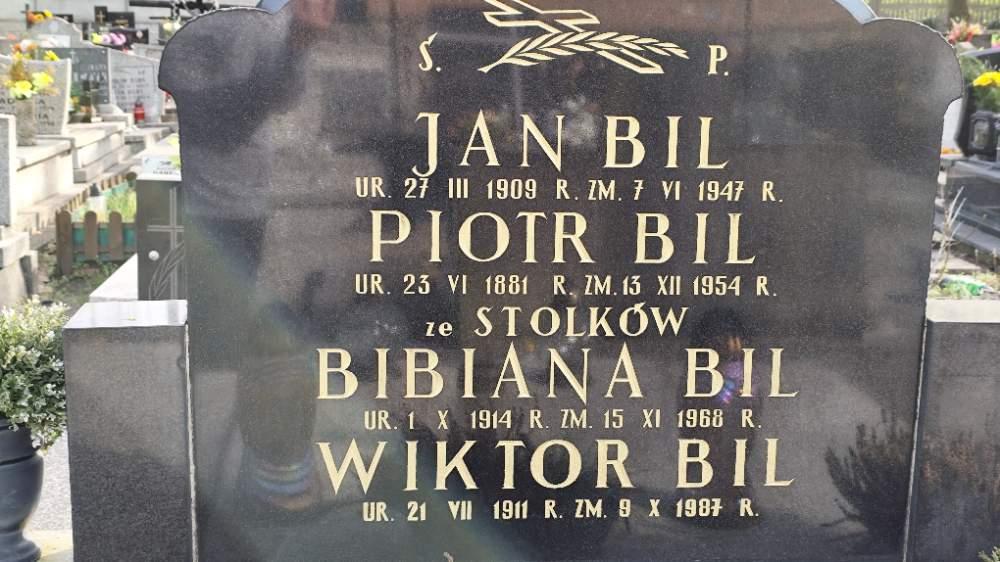 Ś. P.
JAN BIL
UR. 27 III 1909 R. ZM. 7 VI 1947 R.
PIOTR BIL
UR. 23 VI 1881 R. ZM. 13 XII 1954 R.
ze STOLKÓW
BIBIANA BIL
UR. 1 X 1914 R. ZM. 15 XI 1968 R.
WIKTOR BIL
UR. 21 VII 1911 R. ZM. 9 X 1987 R.